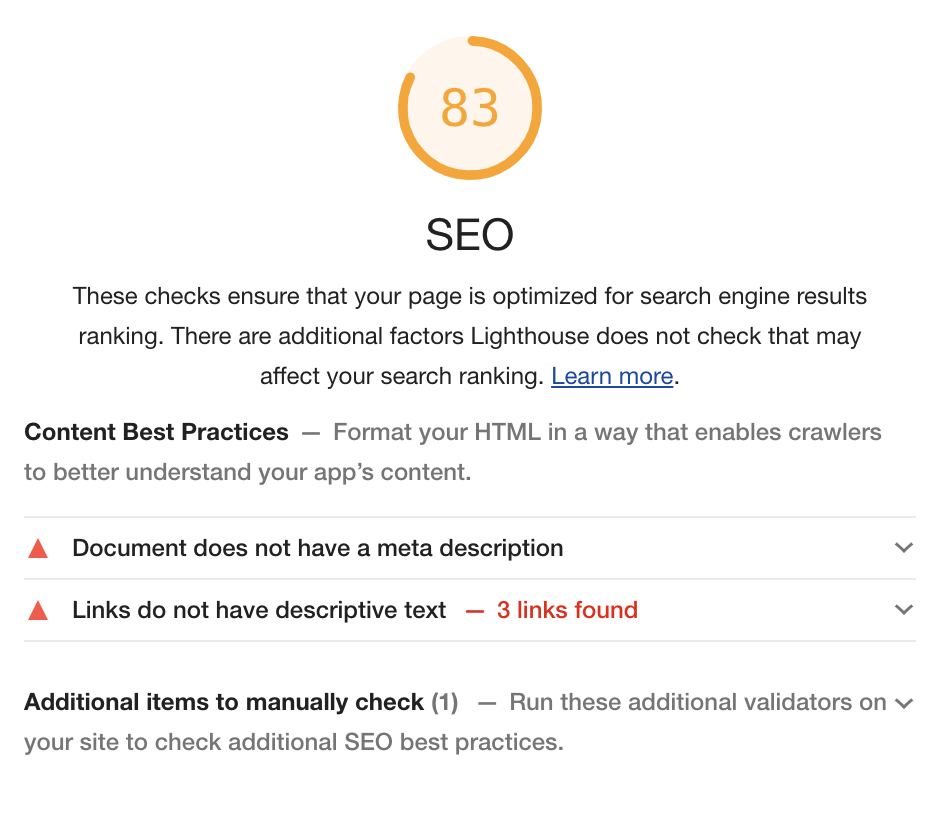 83
SEO
These checks ensure that your page is optimized for search engine results
ranking. There are additional factors Lighthouse does not check that may
affect your search ranking. Learn more.
Content Best Practices — Format your HTML in a way that enables crawlers
to better understand your app’s content.
Document does not have a meta description
Links do not have descriptive text — 3 links found
Additional items to manually check (1) — Run these additional validators on
your site to check additional SEO best practices.